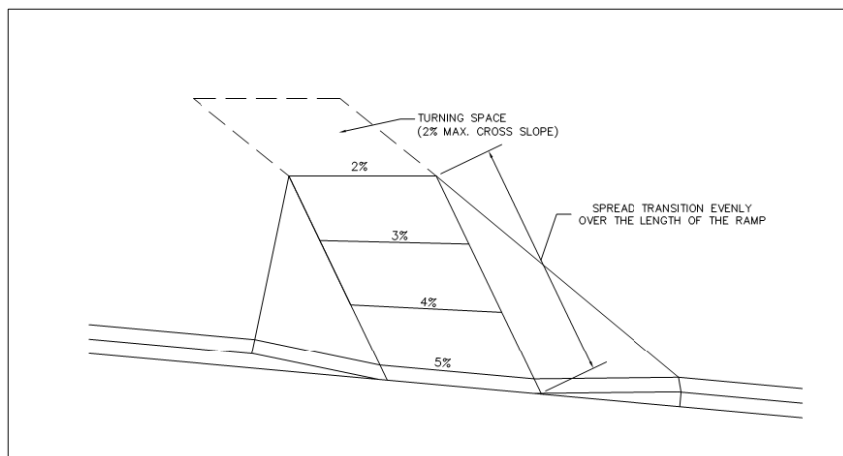 TURNING SPACE
(2% MAX. CROSS SLOPE)
2%
SPREAD TRANSITION EVENLY
OVER THE LENGTH OF THE RAMP
3%
4%
5%